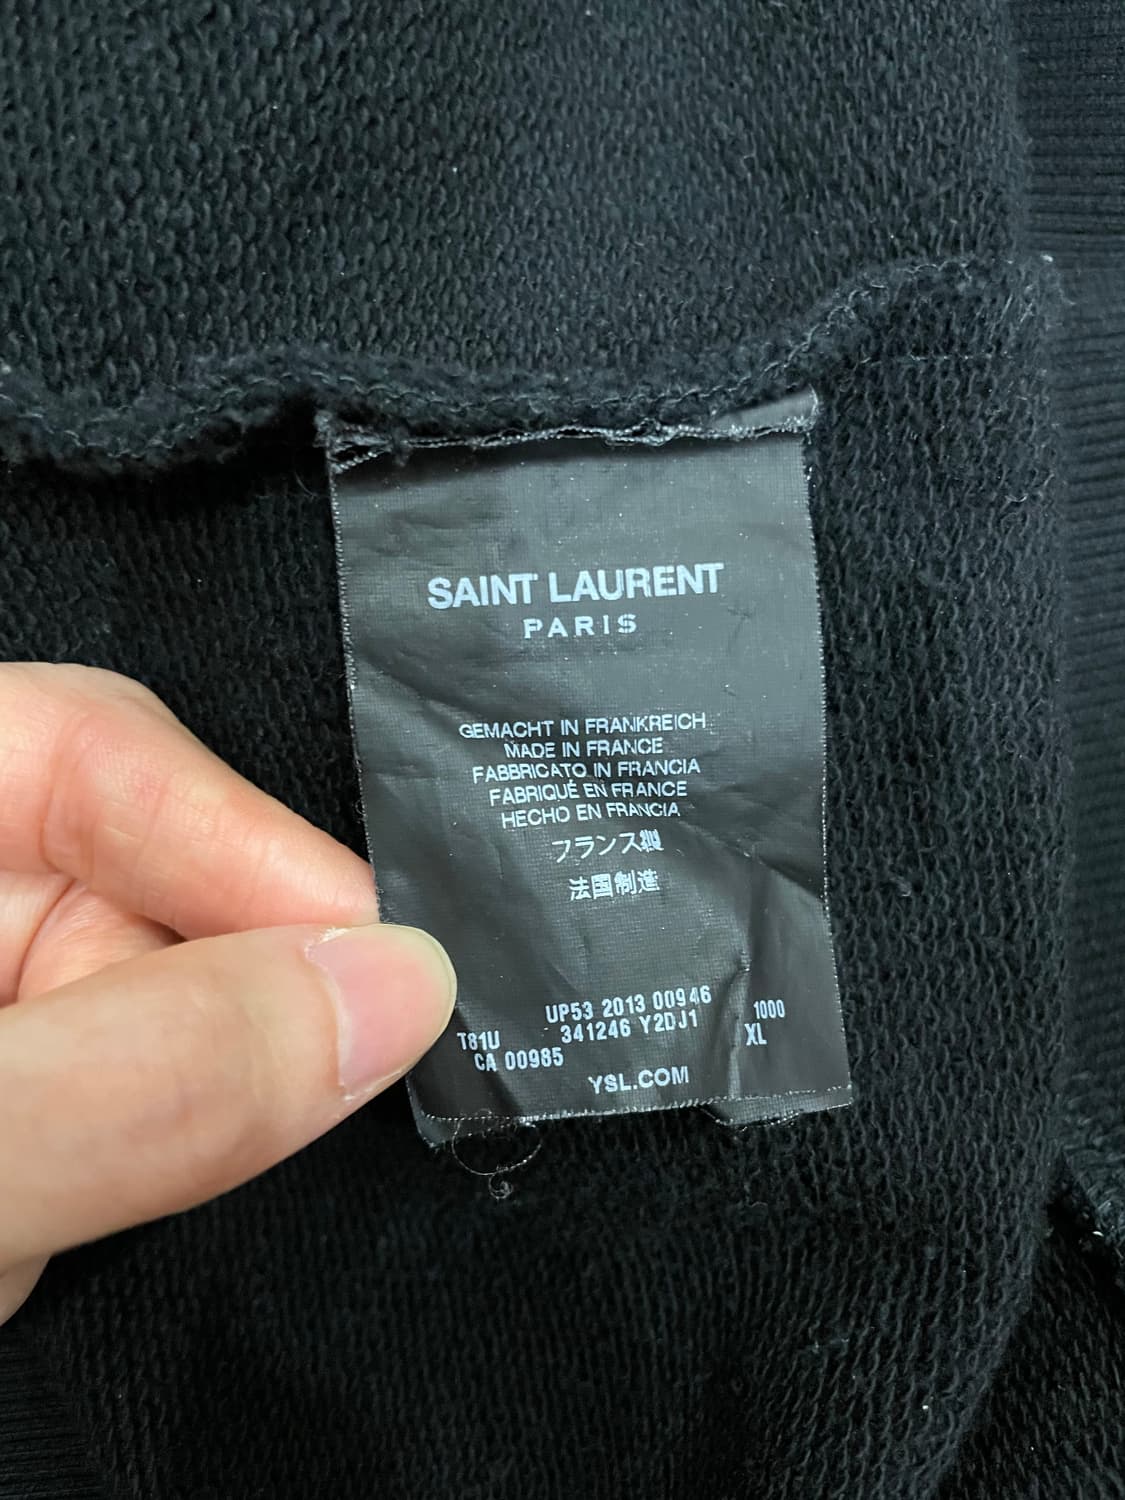 SAINT LAURENT
PARIS
GEMACHT IN FRANKREICH
MADE IN FRANCE
FABBRICATO IN FRANCIA
FABRIQUÉ EN FRANCE
HECHO EN FRANCIA
フランス製
法国制造
UP53 2013 00946
T81U 341246 Y2DJ1 1000
CA 00985 XL
YSL.COM